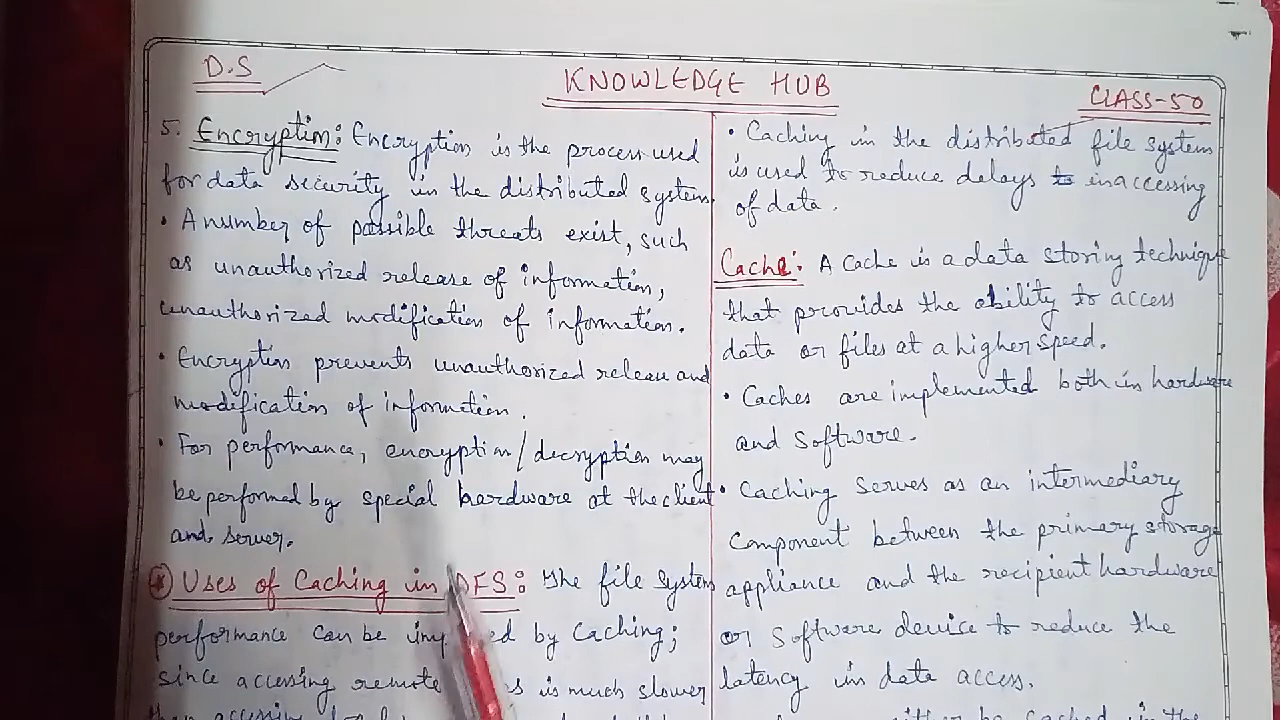 D.S
KNOWLEDGE HUB
CLASS-50
5. Encryption: Encryption is the process used
for data security in the distributed system
• A number of possible threats exist, such
as unauthorized release of information,
unauthorized modification of information.
• Encryption prevents unauthorized release and
modification of information.
• For performance, encryption/decryption may
be performed by special hardware at the client
and server.
* Uses of Caching in DFS: The file system
performance can be by Caching;
since accessing remote is much slower
than accessing
• Caching in the distributed file system
is used to reduce delays in accessing
of data.
Cache: A Cache is a data storing technique
that provides the ability to access
data or files at a higher speed.
• Caches are implemented both in hardware
and Software.
• Caching Serves as an intermediary
Component between the primary storage
appliance and the recipient hardware
or Software device to reduce the
latency in data access.
either be cached in the